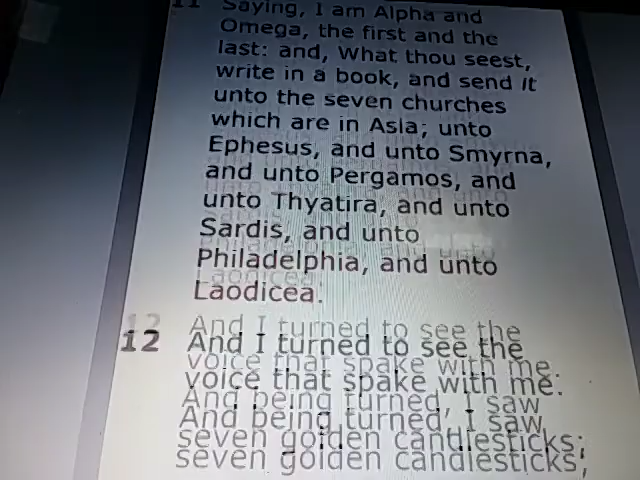 11 Saying, I am Alpha and
Omega, the first and the
last: and, What thou seest,
write in a book, and send it
unto the seven churches
which are in Asia; unto
Ephesus, and unto Smyrna,
and unto Pergamos, and
unto Thyatira, and unto
Sardis, and unto
Philadelphia, and unto
Laodicea.
12 And I turned to see the
voice that spake with me.
And being turned, I saw
seven golden candlesticks;